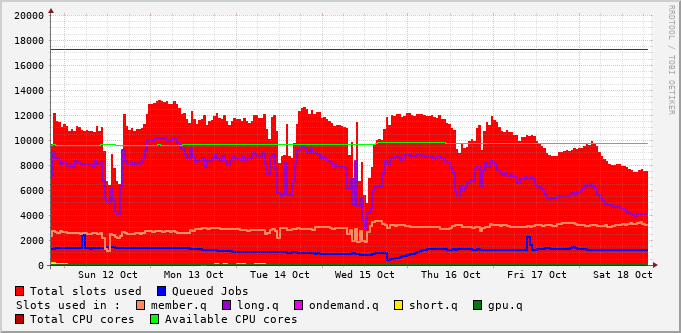 20000
18000
16000
14000
12000
10000
8000
6000
4000
2000
0
Sun 12 Oct Mon 13 Oct Tue 14 Oct Wed 15 Oct Thu 16 Oct Fri 17 Oct Sat 18 Oct
RRDTOOL / TOBI OETIKER
Total slots used Queued Jobs
Slots used in : member.q long.q ondemand.q short.q gpu.q
Total CPU cores Available CPU cores